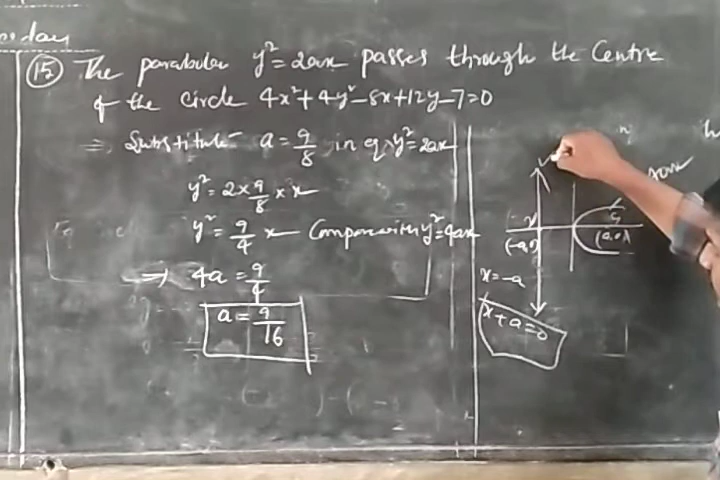 15 The parabola y² = 2ax passes through the Centre
of the circle 4x² + 4y² - 8x + 12y - 7 = 0
⇒ Substitute a = 9/8 in eq y² = 2ax
y² = 2 × 9/8 × x
y² = 9/4 x Compare with y² = 4ax
⇒ 4a = 9/4
a = 9/16
(-a,0)
S
(a,0)
x = -a
x + a = 0